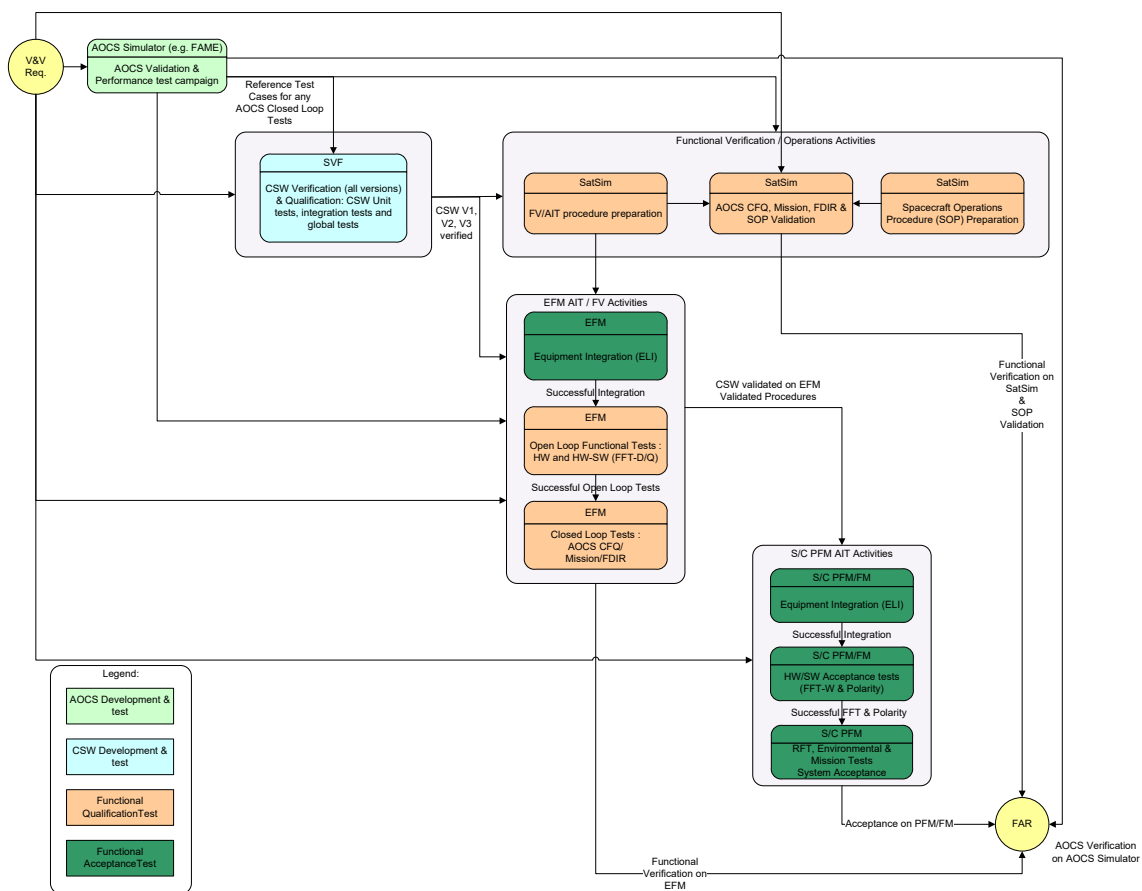 V&V
Req.
AOCS Simulator (e.g. FAME)
AOCS Validation &
Performance test campaign
Reference Test
Cases for any
AOCS Closed Loop
Tests
SVF
CSW Verification (all versions)
& Qualification: CSW Unit
tests, integration tests and
global tests
CSW V1,
V2, V3
verified
Functional Verification / Operations Activities
SatSim
FV/AIT procedure preparation
SatSim
AOCS CFQ, Mission, FDIR &
SOP Validation
SatSim
Spacecraft Operations
Procedure (SOP) Preparation
EFM AIT / FV Activities
EFM
Equipment Integration (ELI)
Successful Integration
EFM
Open Loop Functional Tests :
HW and HW-SW (FFT-D/Q)
Successful Open Loop Tests
EFM
Closed Loop Tests :
AOCS CFQ/
Mission/FDIR
CSW validated on EFM
Validated Procedures
Functional
Verification on
SatSim
&
SOP
Validation
S/C PFM AIT Activities
S/C PFM/FM
Equipment Integration (ELI)
Successful Integration
S/C PFM/FM
HW/SW Acceptance tests
(FFT-W & Polarity)
Successful FFT & Polarity
S/C PFM
RFT, Environmental &
Mission Tests
System Acceptance
Legend:
AOCS Development &
test
CSW Development &
test
Functional
QualificationTest
Functional
AcceptanceTest
Acceptance on PFM/FM
FAR
AOCS Verification
on AOCS Simulator
Functional
Verification on
EFM